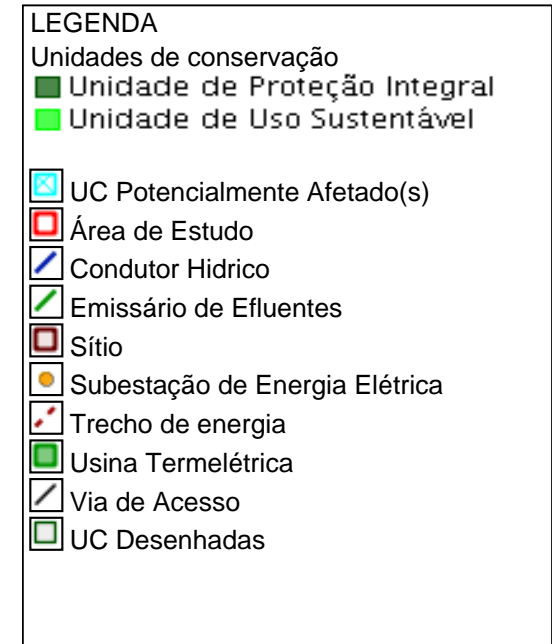 LEGENDA
Unidades de conservação
Unidade de Proteção Integral
Unidade de Uso Sustentável
UC Potencialmente Afetado(s)
Área de Estudo
Condutor Hidrico
Emissário de Efluentes
Sítio
Subestação de Energia Elétrica
Trecho de energia
Usina Termelétrica
Via de Acesso
UC Desenhadas